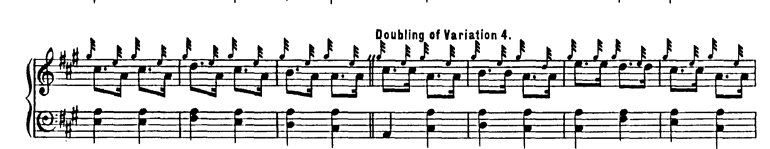 Doubling of Variation 4.